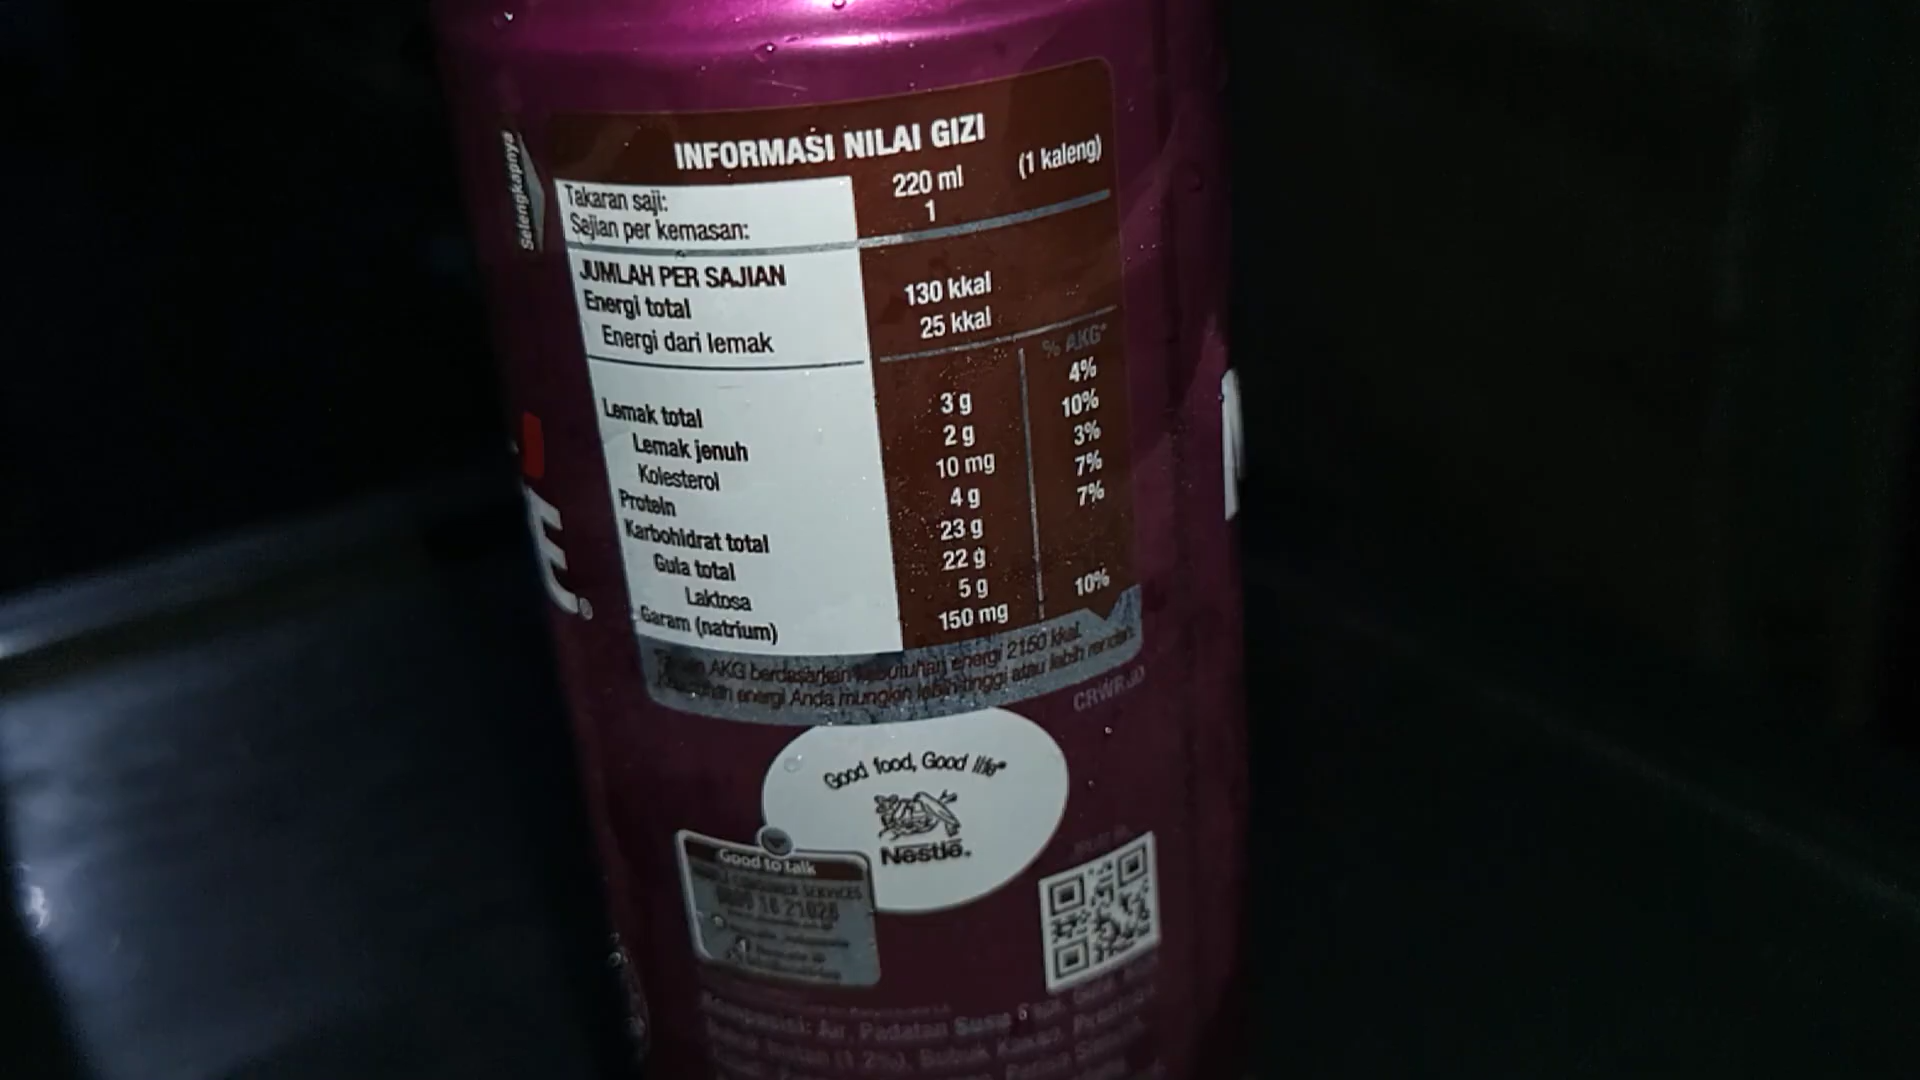 Selengkapnya
INFORMASI NILAI GIZI
Takaran saji: 220 ml (1 kaleng)
Sajian per kemasan: 1
JUMLAH PER SAJIAN
Energi total 130 kkal
Energi dari lemak 25 kkal
% AKG*
Lemak total 3 g 4%
Lemak jenuh 2 g 10%
Kolesterol 10 mg 3%
Protein 4 g 7%
Karbohidrat total 23 g 7%
Gula total 22 g
Laktosa 5 g
Garam (natrium) 150 mg 10%
AKG berdasarkan kebutuhan energi 2150 kkal.
energi Anda mungkin lebih tinggi atau lebih rendah.
Good food, Good life®
Nestlé.
Good to talk
CONSUMER SERVICES
Komposisi: Air, Padatan Susu